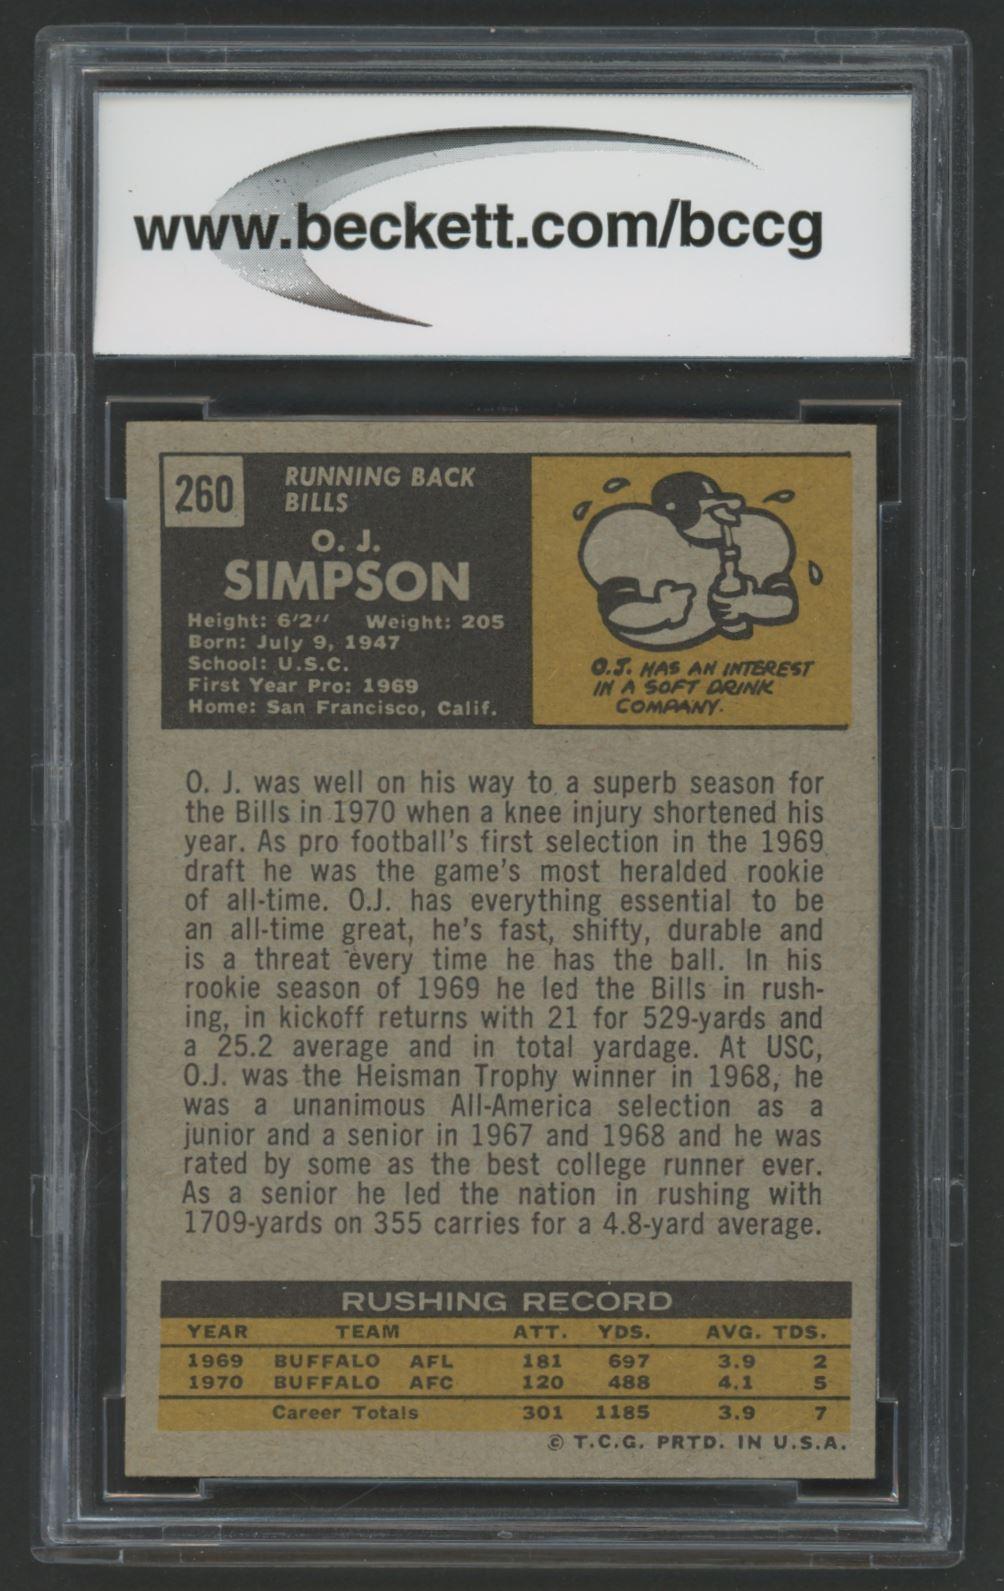 www.beckett.com/bccg
260
RUNNING BACK
BILLS
O. J.
SIMPSON
Height: 6'2" Weight: 205
Born: July 9, 1947
School: U.S.C.
First Year Pro: 1969
Home: San Francisco, Calif.
O.J. HAS AN INTEREST
IN A SOFT DRINK
COMPANY.
O. J. was well on his way to a superb season for
the Bills in 1970 when a knee injury shortened his
year. As pro football's first selection in the 1969
draft he was the game's most heralded rookie
of all-time. O.J. has everything essential to be
an all-time great, he's fast, shifty, durable and
is a threat every time he has the ball. In his
rookie season of 1969 he led the Bills in rush-
ing, in kickoff returns with 21 for 529-yards and
a 25.2 average and in total yardage. At USC,
O.J. was the Heisman Trophy winner in 1968, he
was a unanimous All-America selection as a
junior and a senior in 1967 and 1968 and he was
rated by some as the best college runner ever.
As a senior he led the nation in rushing with
1709-yards on 355 carries for a 4.8-yard average.
RUSHING RECORD
YEAR TEAM ATT. YDS. AVG. TDS.
1969 BUFFALO AFL 181 697 3.9 2
1970 BUFFALO AFC 120 488 4.1 5
Career Totals 301 1185 3.9 7
© T.C.G. PRTD. IN U.S.A.